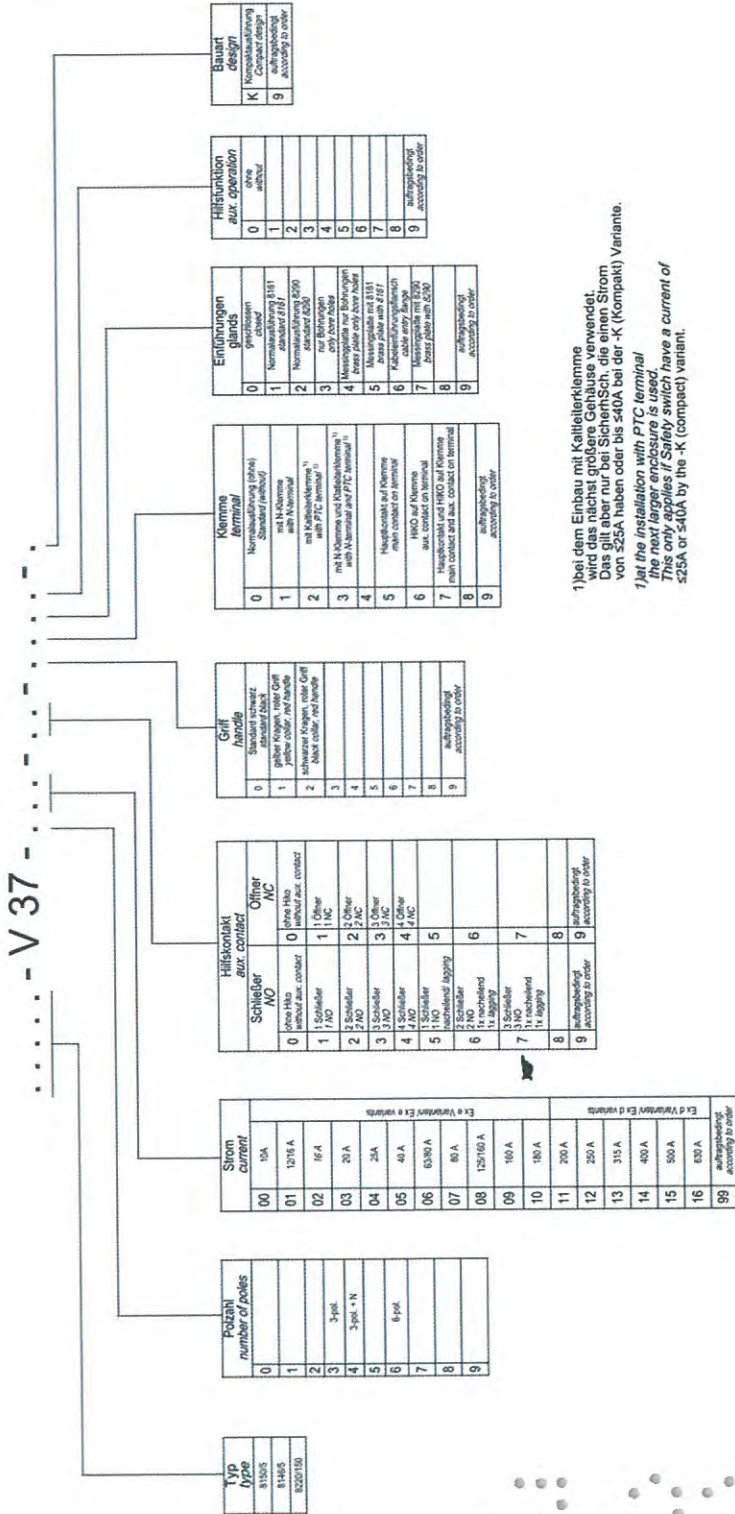 . . . . . . - V 37 - . . . . . - . . . . - .
Typ
type
8150/5
8146/5
8220/150
Polzahl
number of poles
0
1
2
3 3-pol.
4 3-pol. + N
5
6 6-pol.
7
8
9
Strom
current
00 10A
01 12/16 A
02 16 A
03 20 A
04 25A
05 40 A
06 63/80 A
07 80 A
08 125/160 A
09 160 A
10 180 A
11 200 A
12 250 A
13 315 A
14 400 A
15 500 A
16 630 A
99 auftragsbedingt
according to order
Ex e Varianten/ Ex e variants
Ex d Varianten/ Ex d variants
Hilfskontakt
aux. contact
Schließer
NO
0 ohne Hiko
without aux. contact
1 1 Schließer
1 NO
2 2 Schließer
2 NO
3 3 Schließer
3 NO
4 4 Schließer
4 NO
5 1 Schließer
1 NO
nacheilend/ lagging
6 2 Schließer
2 NO
1x nacheilend
1x lagging
7 3 Schließer
3 NO
1x nacheilend
1x lagging
8
9 auftragsbedingt
according to order
Öffner
NC
0 ohne Hiko
without aux. contact
1 1 Öffner
1 NC
2 2 Öffner
2 NC
3 3 Öffner
3 NC
4 4 Öffner
4 NC
5
6
7
8
9 auftragsbedingt
according to order
Griff
handle
0 Standard schwarz
standard black
1 gelber Kragen, roter Griff
yellow collar, red handle
2 schwarzer Kragen, roter Griff
black collar, red handle
3
4
5
6
7
8
9 auftragsbedingt
according to order
Klemme
terminal
0 Normalausführung (ohne)
Standard (without)
1 mit N-Klemme
with N-terminal
2 mit Kaltleiterklemme 1)
with PTC terminal 1)
3 mit N-Klemme und Kaltleiterklemme 1)
with N-terminal and PTC terminal 1)
4
5 Hauptkontakt auf Klemme
main contact on terminal
6 HIKO auf Klemme
aux. contact on terminal
7 Hauptkontakt und HIKO auf Klemme
main contact and aux. contact on terminal
8
9 auftragsbedingt
according to order
Einführungen
glands
0 geschlossen
closed
1 Normalausführung 8161
standard 8161
2 Normalausführung 8290
standard 8290
3 nur Bohrungen
only bore holes
4 Messingplatte nur Bohrungen
brass plate only bore holes
5 Messingplatte mit 8161
brass plate with 8161
6 Kabeleinführungsflansch
cable entry flange
7 Messingplatte mit 8290
brass plate with 8290
8
9 auftragsbedingt
according to order
Hilfsfunktion
aux. operation
0 ohne
without
1
2
3
4
5
6
7
8
9 auftragsbedingt
according to order
Bauart
design
K Kompaktausführung
Compact design
9 auftragsbedingt
according to order
1)bei dem Einbau mit Kaltleiterklemme
wird das nächst größere Gehäuse verwendet.
Das gilt aber nur bei SicherhSch. die einen Strom
von ≤25A haben oder bis ≤40A bei der -K (Kompakt) Variante.
1)at the installation with PTC terminal
the next larger enclosure is used.
This only applies if Safety switch have a current of
≤25A or ≤40A by the -K (compact) variant.